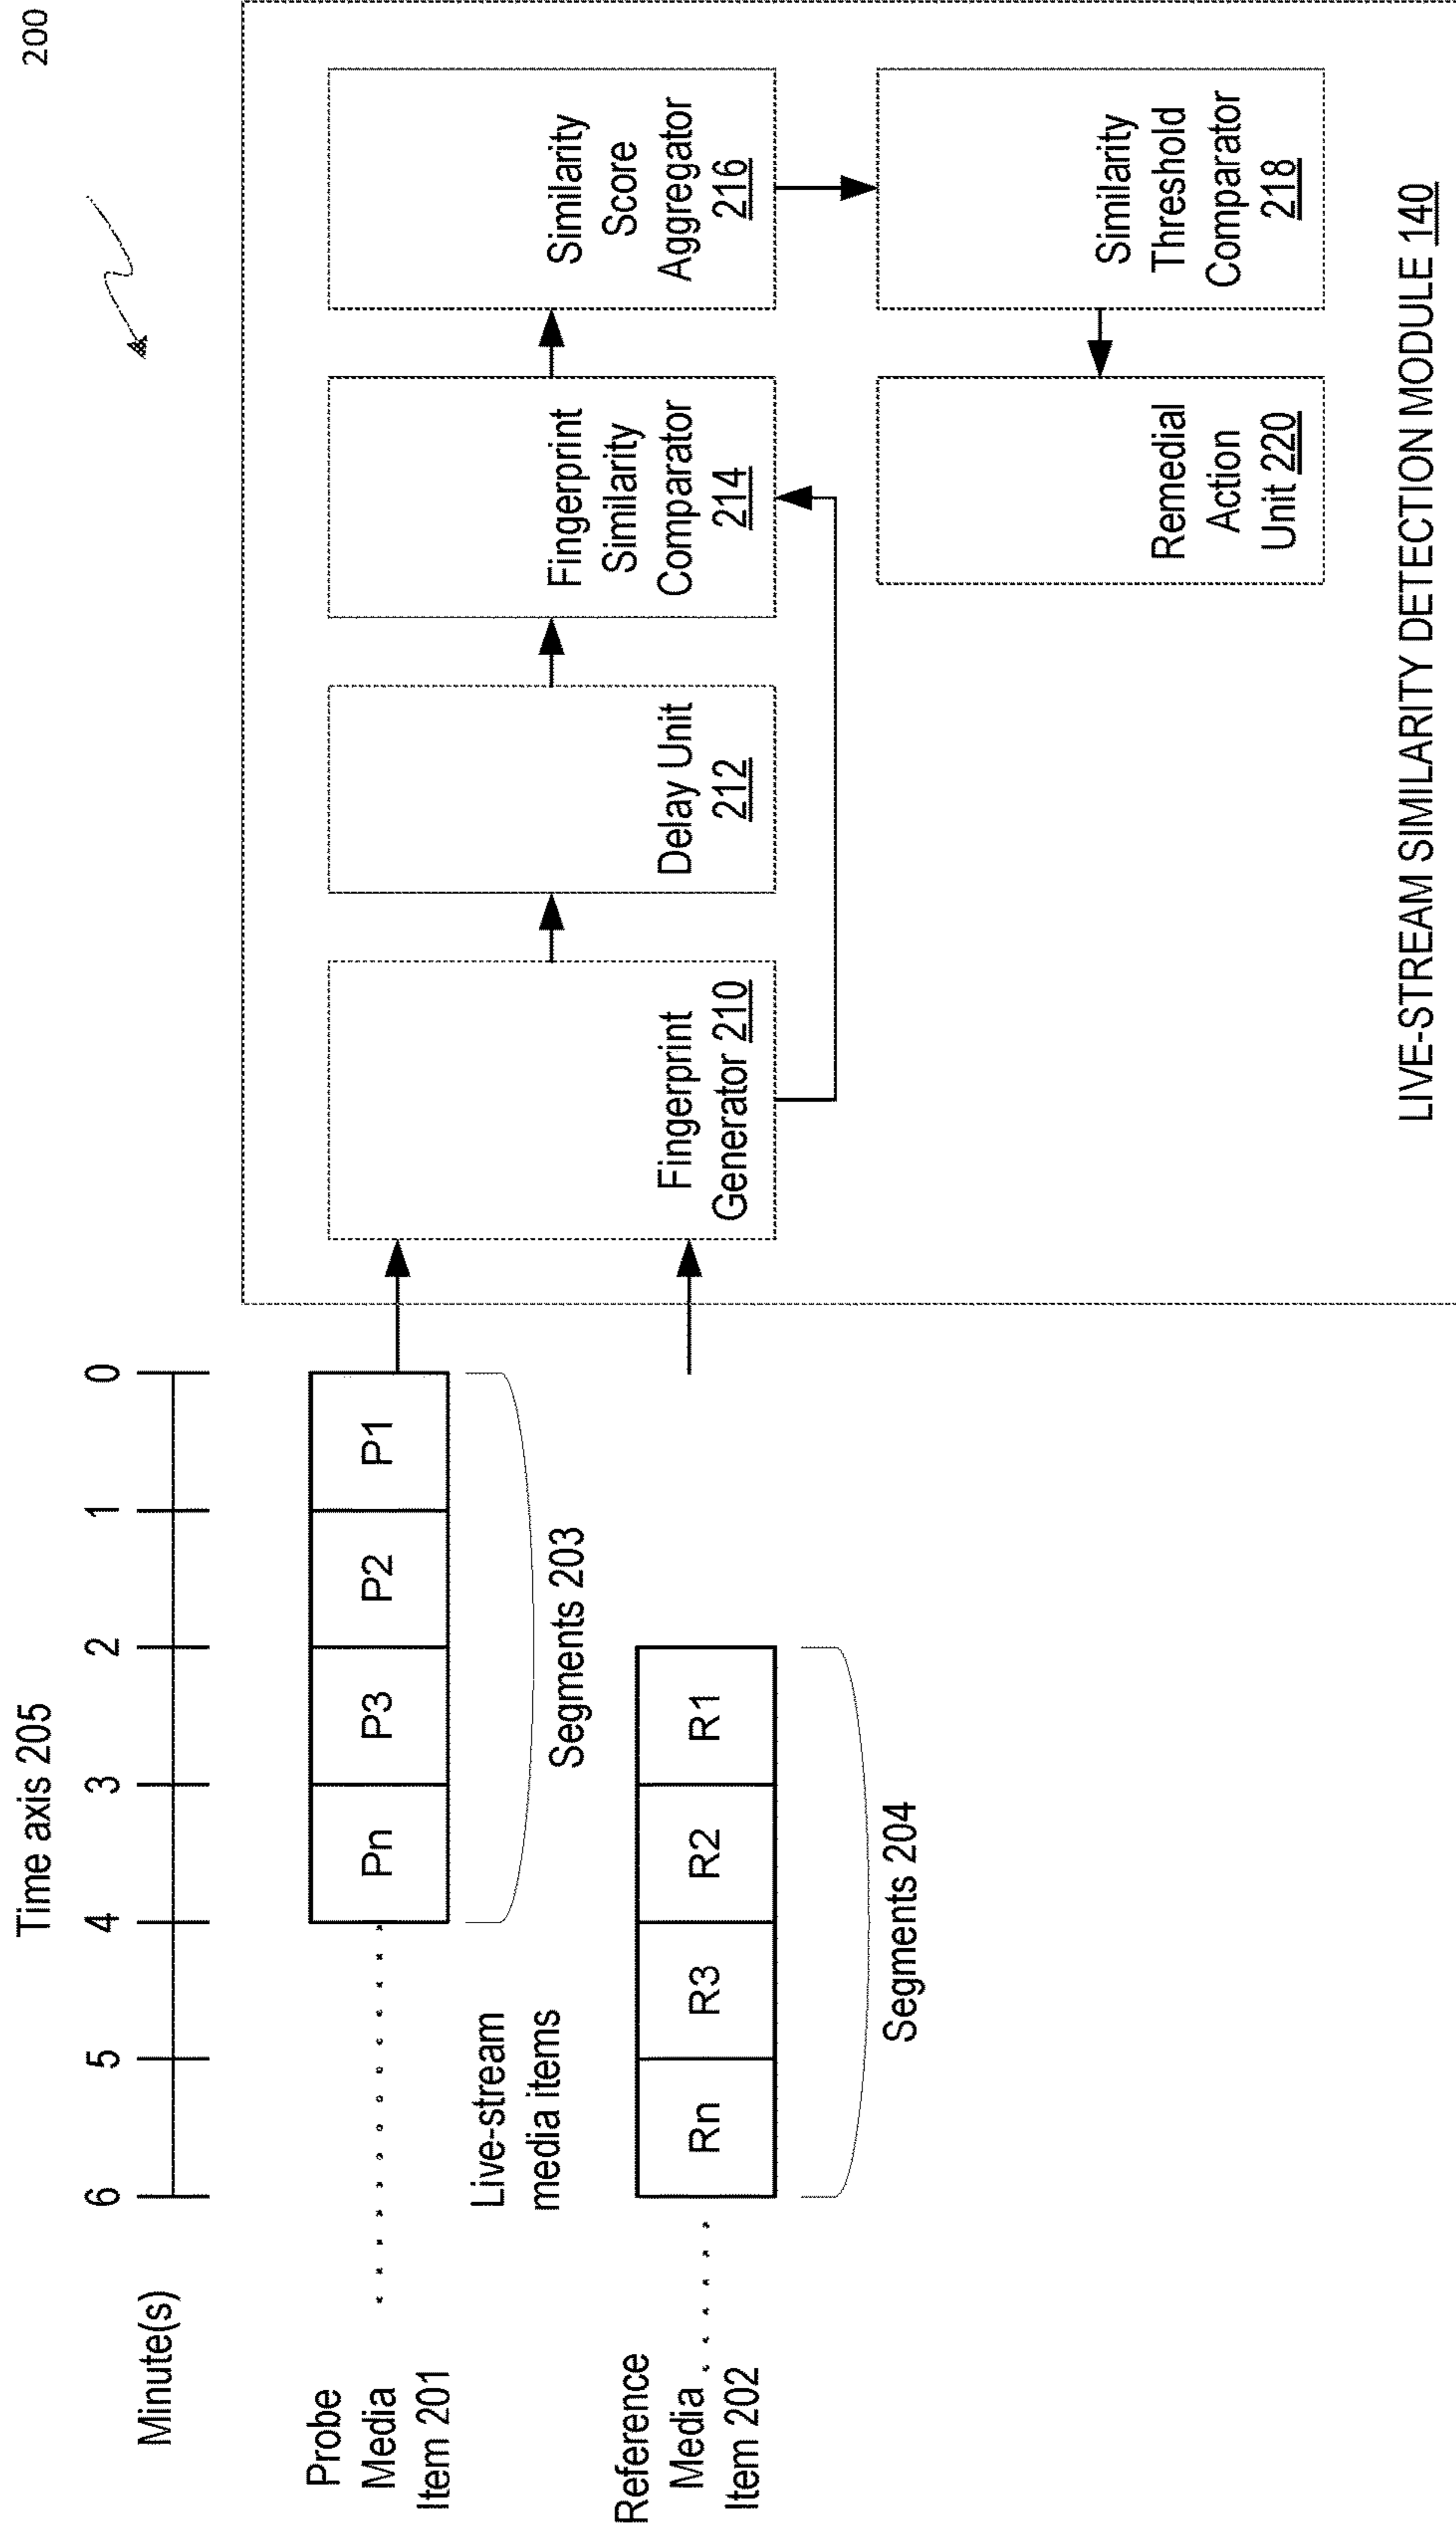 200
Time axis 205
Minute(s)
6 5 4 3 2 1 0
Probe
Media
Item 201
Pn P3 P2 P1
Segments 203
Live-stream
media items
Reference
Media
Item 202
Rn R3 R2 R1
Segments 204
Fingerprint
Generator 210
Delay Unit
212
Fingerprint
Similarity
Comparator
214
Similarity
Score
Aggregator
216
Remedial
Action
Unit 220
Similarity
Threshold
Comparator
218
LIVE-STREAM SIMILARITY DETECTION MODULE 140